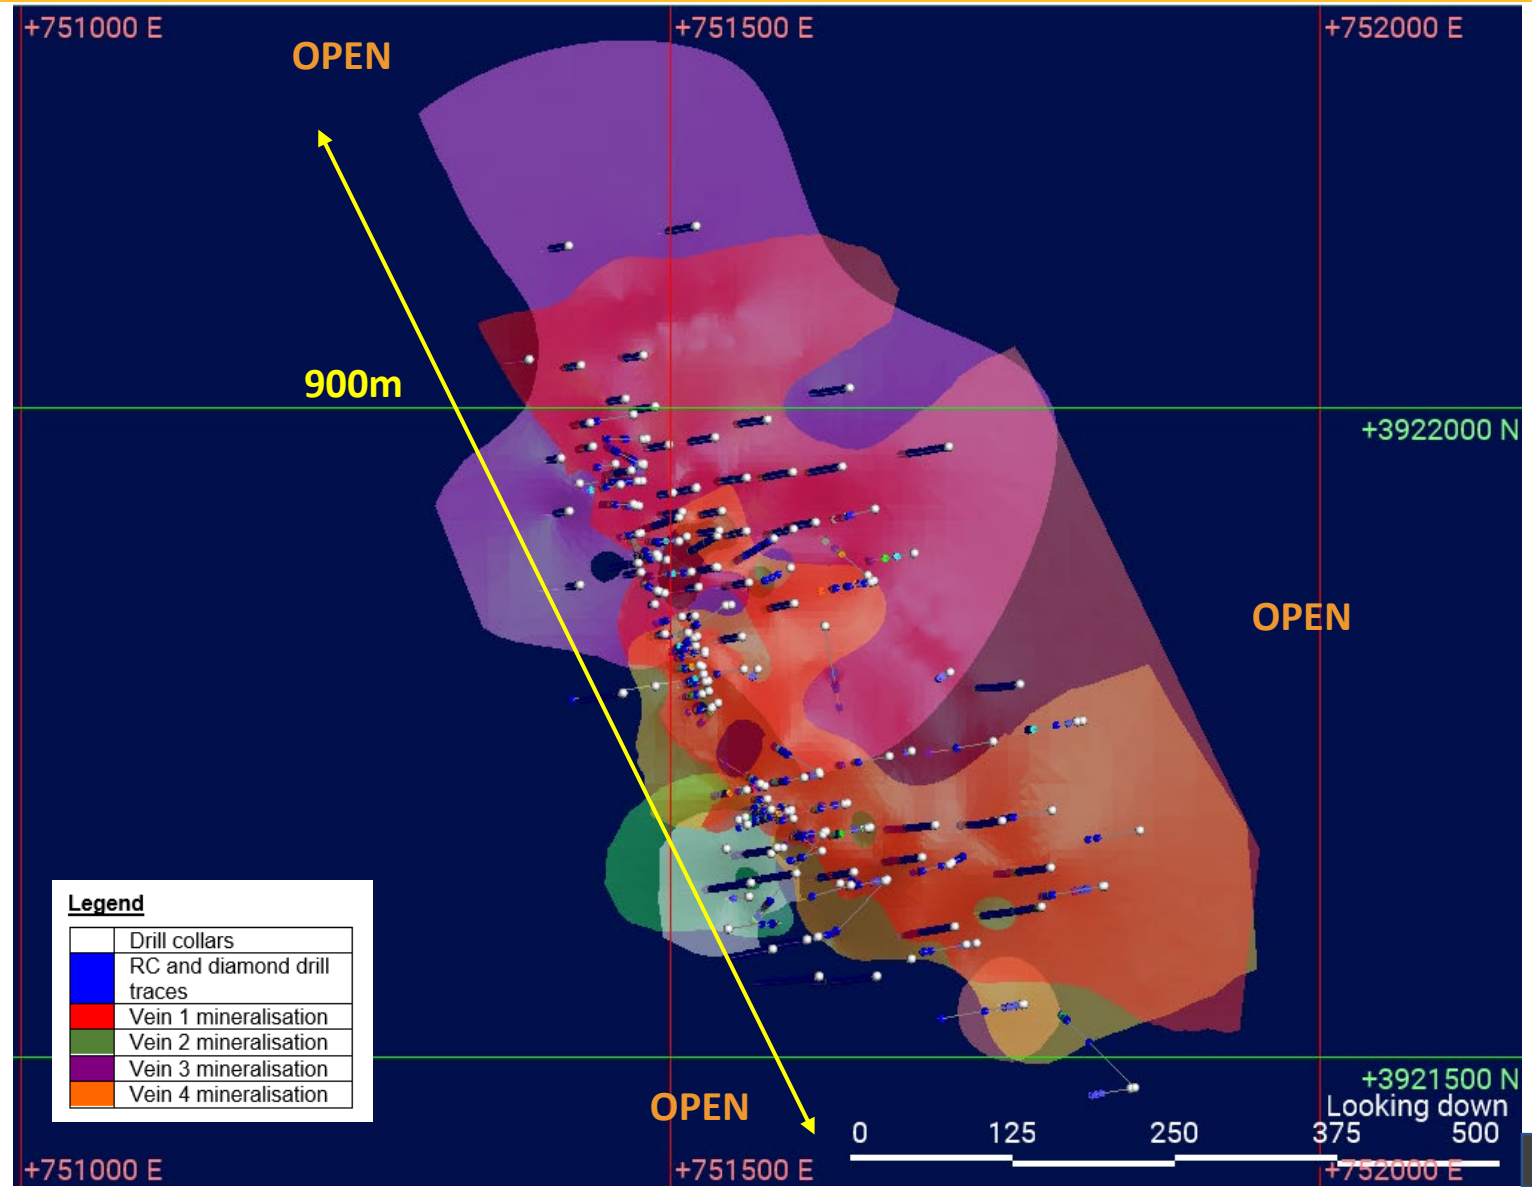 +751000 E
+751500 E
+752000 E
OPEN
900m
+3922000 N
OPEN
Legend
Drill collars
RC and diamond drill
traces
Vein 1 mineralisation
Vein 2 mineralisation
Vein 3 mineralisation
Vein 4 mineralisation
+3921500 N
OPEN
Looking down
0 125 250 375 500
+751000 E
+751500 E
+752000 E